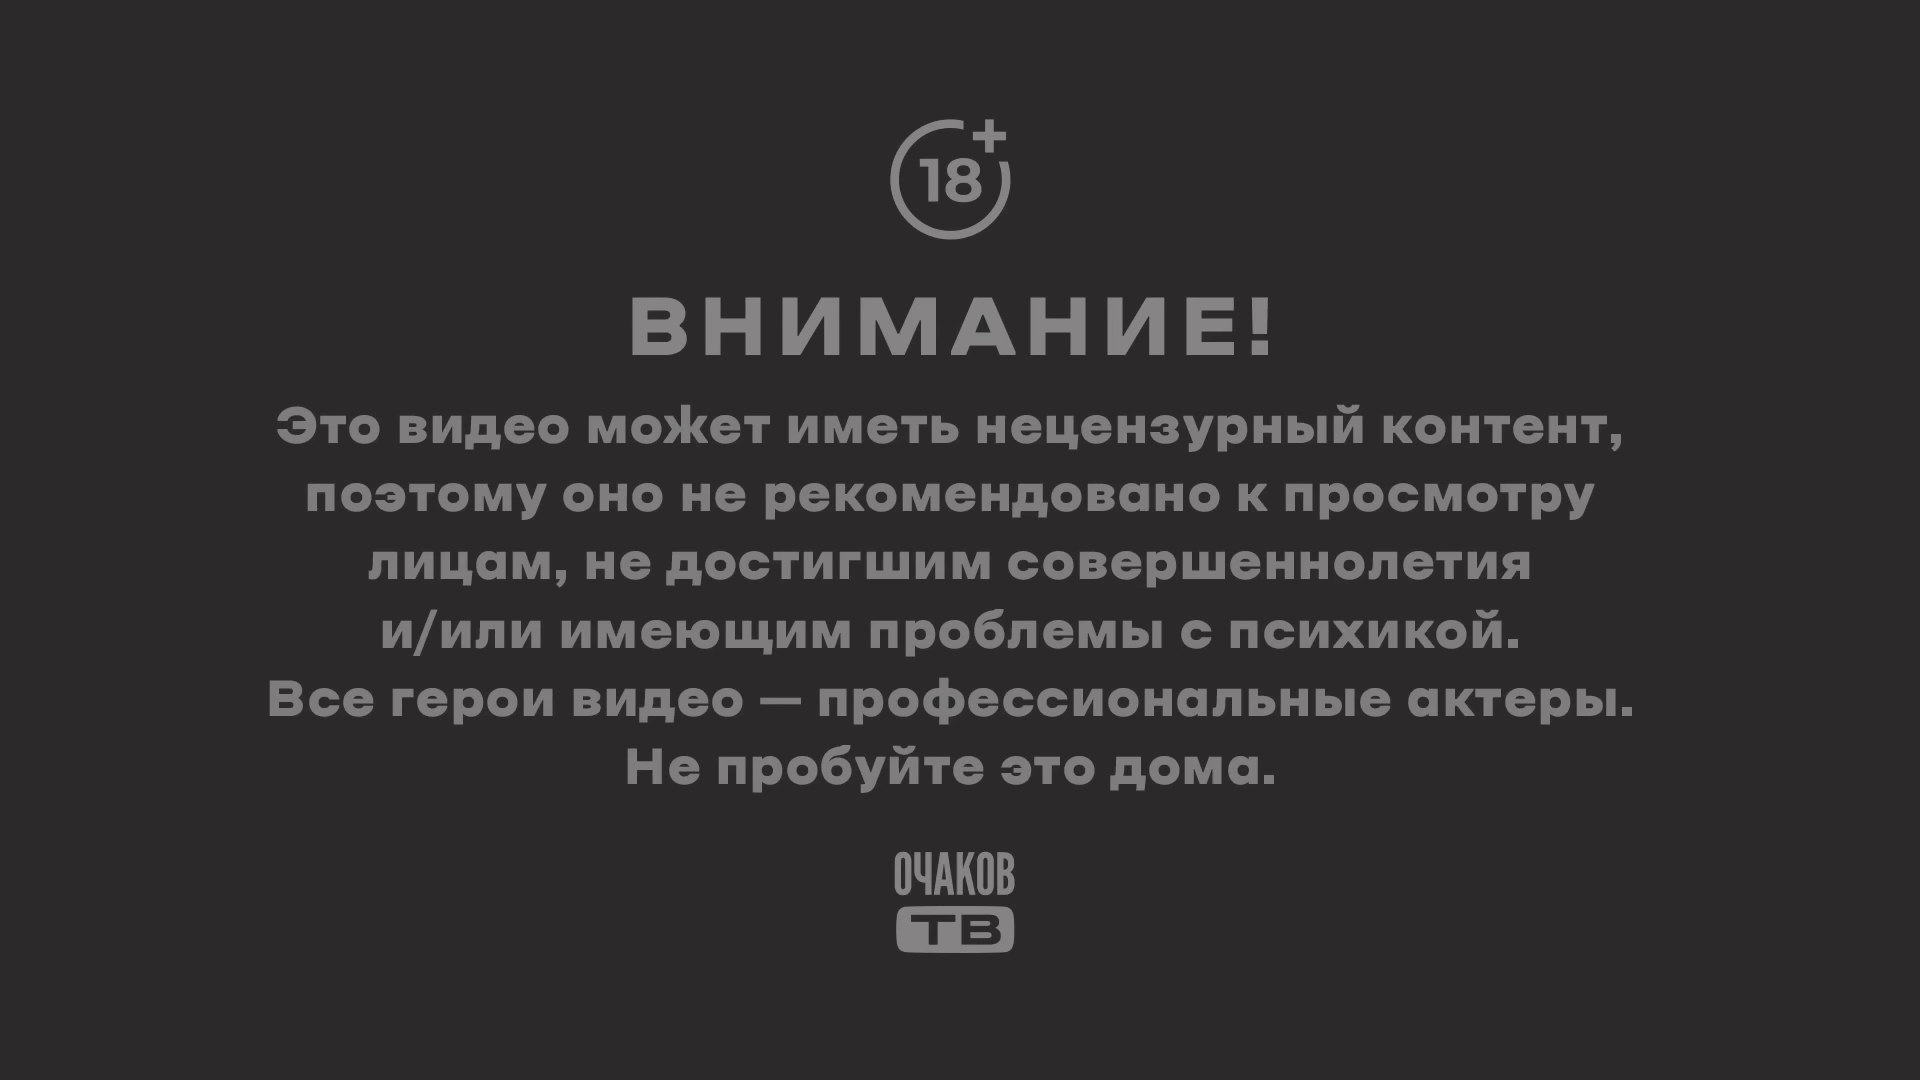 18+
ВНИМАНИЕ!
Это видео может иметь нецензурный контент,
поэтому оно не рекомендовано к просмотру
лицам, не достигшим совершеннолетия
и/или имеющим проблемы с психикой.
Все герои видео — профессиональные актеры.
Не пробуйте это дома.
ОЧАКОВ
ТВ